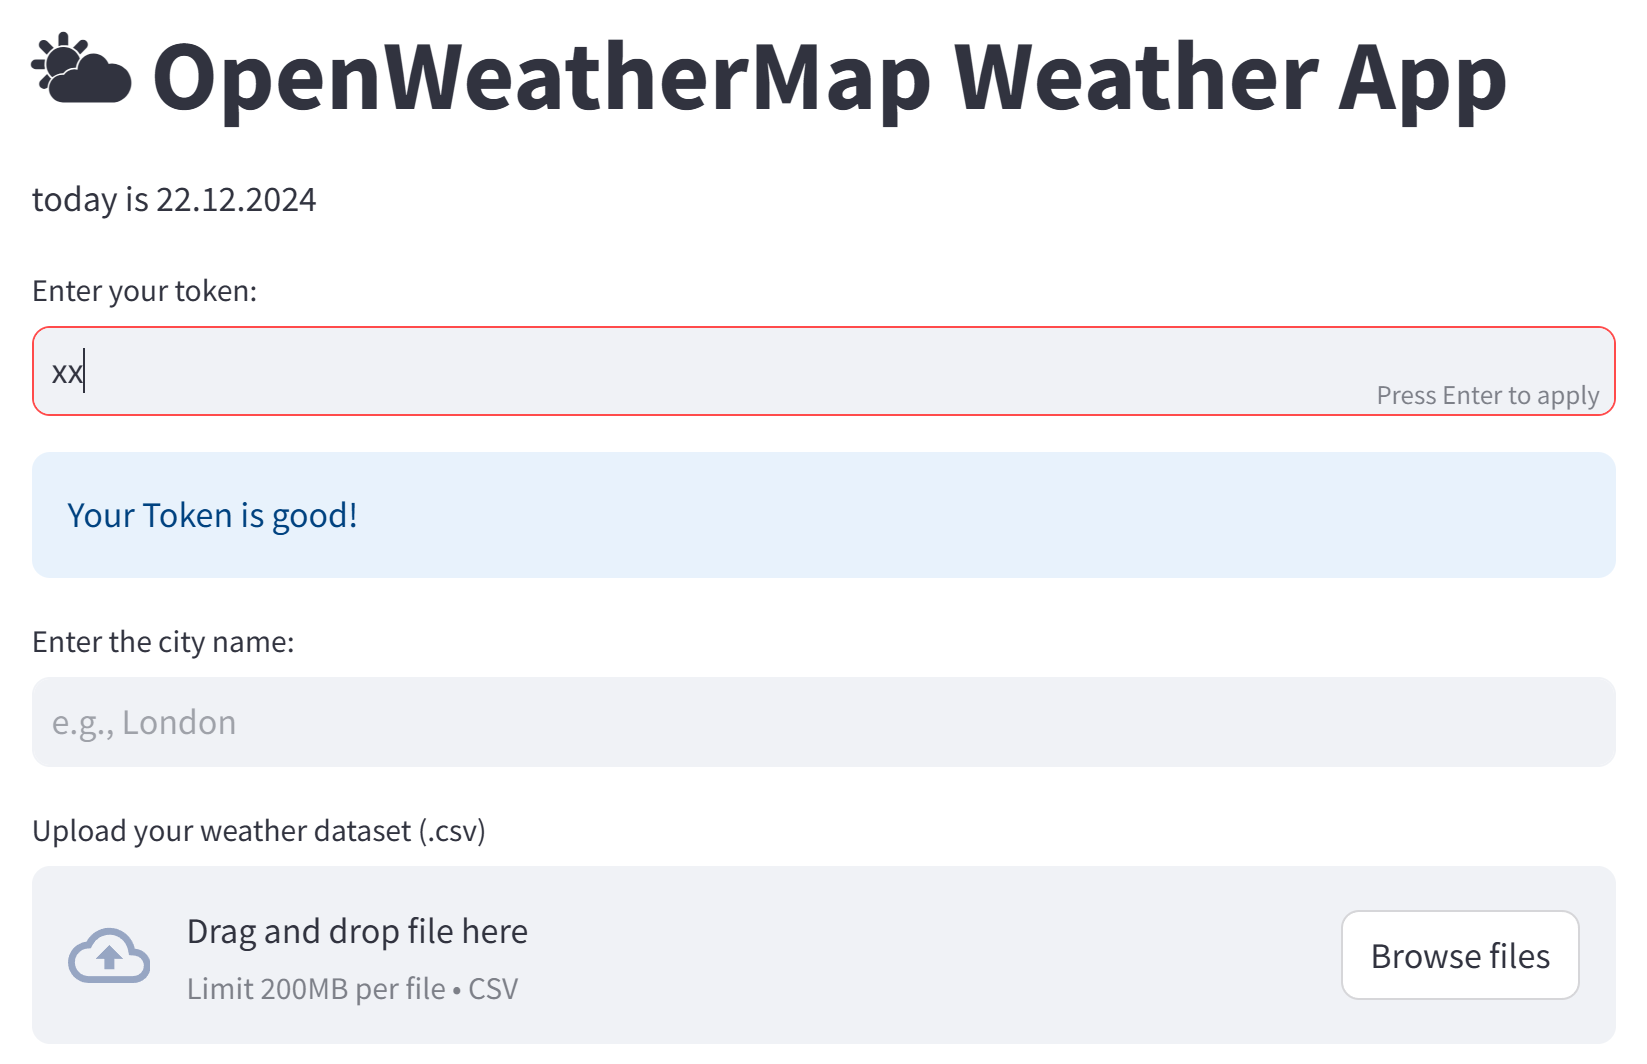 OpenWeatherMap Weather App
today is 22.12.2024
Enter your token:
xx
Press Enter to apply
Your Token is good!
Enter the city name:
e.g., London
Upload your weather dataset (.csv)
Drag and drop file here
Limit 200MB per file • CSV
Browse files